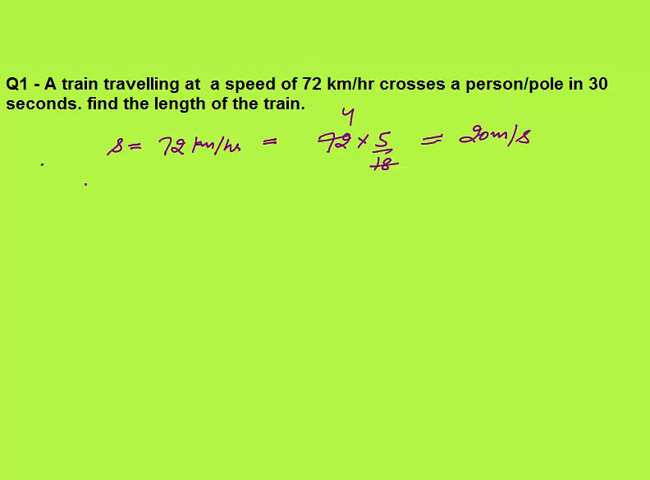 Q1 - A train travelling at a speed of 72 km/hr crosses a person/pole in 30
seconds. find the length of the train.
4
S = 72 km/hr = 72 × 5/18 = 20 m/s